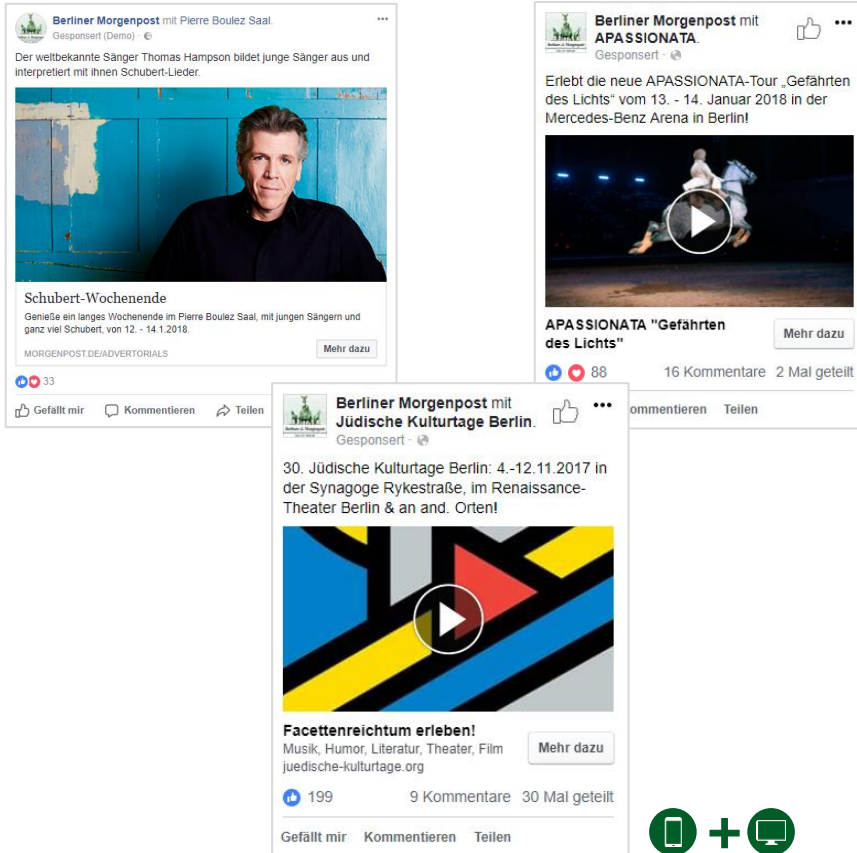 Berliner Morgenpost mit Pierre Boulez Saal.
Gesponsert (Demo) ·
Der weltbekannte Sänger Thomas Hampson bildet junge Sänger aus und
interpretiert mit ihnen Schubert-Lieder.
Schubert-Wochenende
Genieße ein langes Wochenende im Pierre Boulez Saal, mit jungen Sängern und
ganz viel Schubert, von 12. - 14.1.2018.
MORGENPOST.DE/ADVERTORIALS
Mehr dazu
33
Gefällt mir Kommentieren Teilen
Berliner Morgenpost mit
APASSIONATA.
Gesponsert ·
Erlebt die neue APASSIONATA-Tour „Gefährten
des Lichts“ vom 13. - 14. Januar 2018 in der
Mercedes-Benz Arena in Berlin!
APASSIONATA "Gefährten
des Lichts"
Mehr dazu
88 16 Kommentare 2 Mal geteilt
ommentieren Teilen
Berliner Morgenpost mit
Jüdische Kulturtage Berlin.
Gesponsert ·
30. Jüdische Kulturtage Berlin: 4.-12.11.2017 in
der Synagoge Rykestraße, im Renaissance-
Theater Berlin & an and. Orten!
Facettenreichtum erleben!
Musik, Humor, Literatur, Theater, Film
juedische-kulturtage.org
Mehr dazu
199 9 Kommentare 30 Mal geteilt
Gefällt mir Kommentieren Teilen